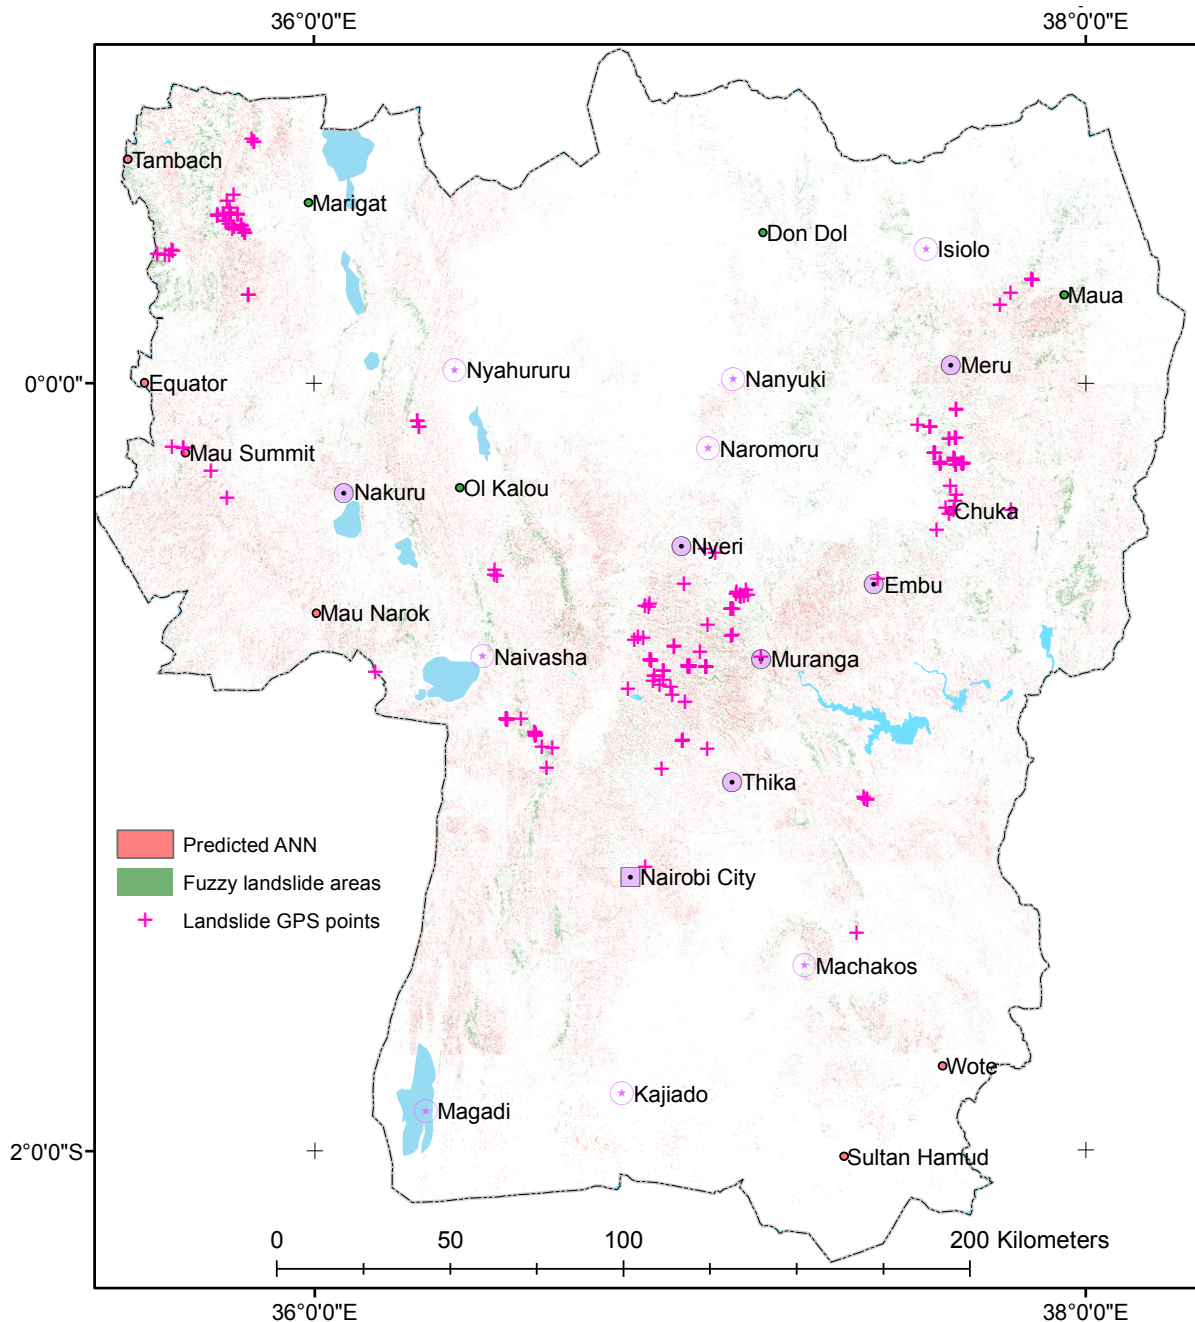 36°0'0"E
38°0'0"E
Tambach
Marigat
Don Dol
Isiolo
Maua
Meru
Nyahururu
Nanyuki
0°0'0"
Equator
Naromoru
Mau Summit
Nakuru
Ol Kalou
Chuka
Nyeri
Embu
Mau Narok
Naivasha
Muranga
Thika
Predicted ANN
Fuzzy landslide areas
Nairobi City
Landslide GPS points
Machakos
Wote
Kajiado
Magadi
2°0'0"S
Sultan Hamud
0 50 100 200 Kilometers
36°0'0"E
38°0'0"E